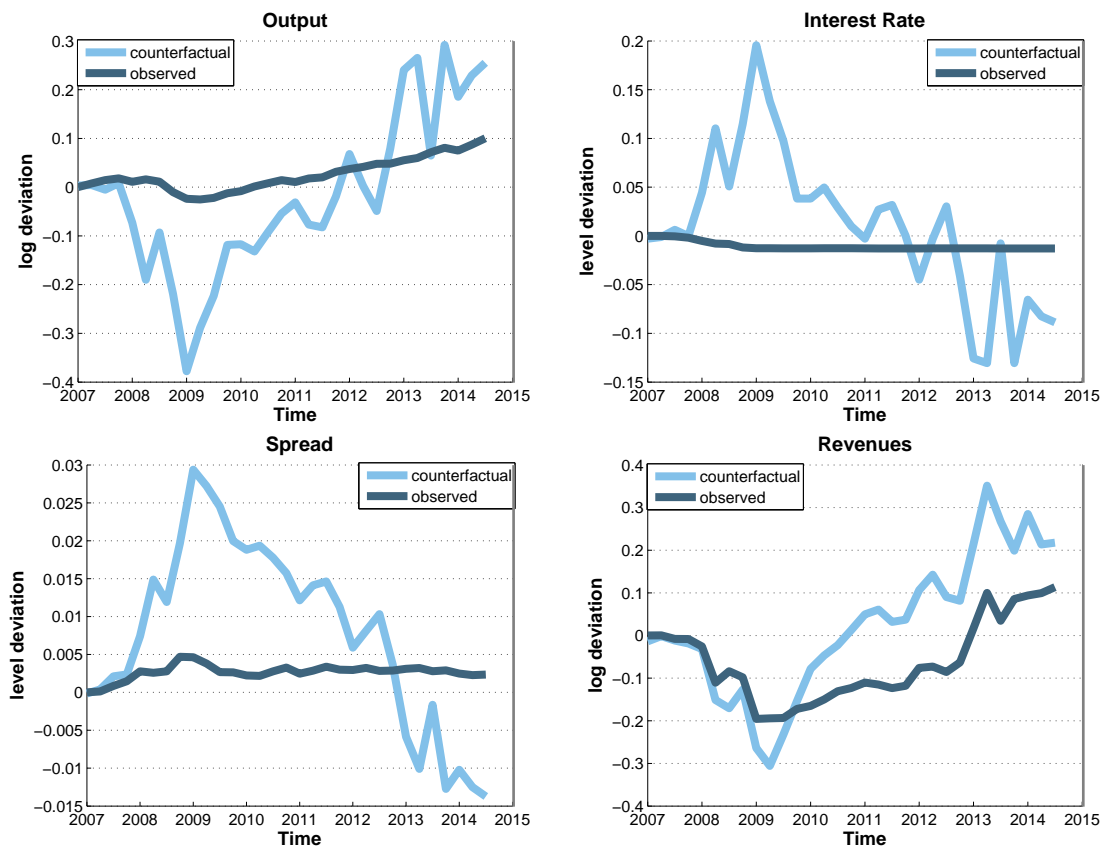 Output
counterfactual
observed
log deviation
0.3
0.2
0.1
0
−0.1
−0.2
−0.3
−0.4
2007 2008 2009 2010 2011 2012 2013 2014 2015
Time
Interest Rate
counterfactual
observed
level deviation
0.2
0.15
0.1
0.05
0
−0.05
−0.1
−0.15
2007 2008 2009 2010 2011 2012 2013 2014 2015
Time
Spread
counterfactual
observed
level deviation
0.03
0.025
0.02
0.015
0.01
0.005
0
−0.005
−0.01
−0.015
2007 2008 2009 2010 2011 2012 2013 2014 2015
Time
Revenues
counterfactual
observed
log deviation
0.4
0.3
0.2
0.1
0
−0.1
−0.2
−0.3
−0.4
2007 2008 2009 2010 2011 2012 2013 2014 2015
Time